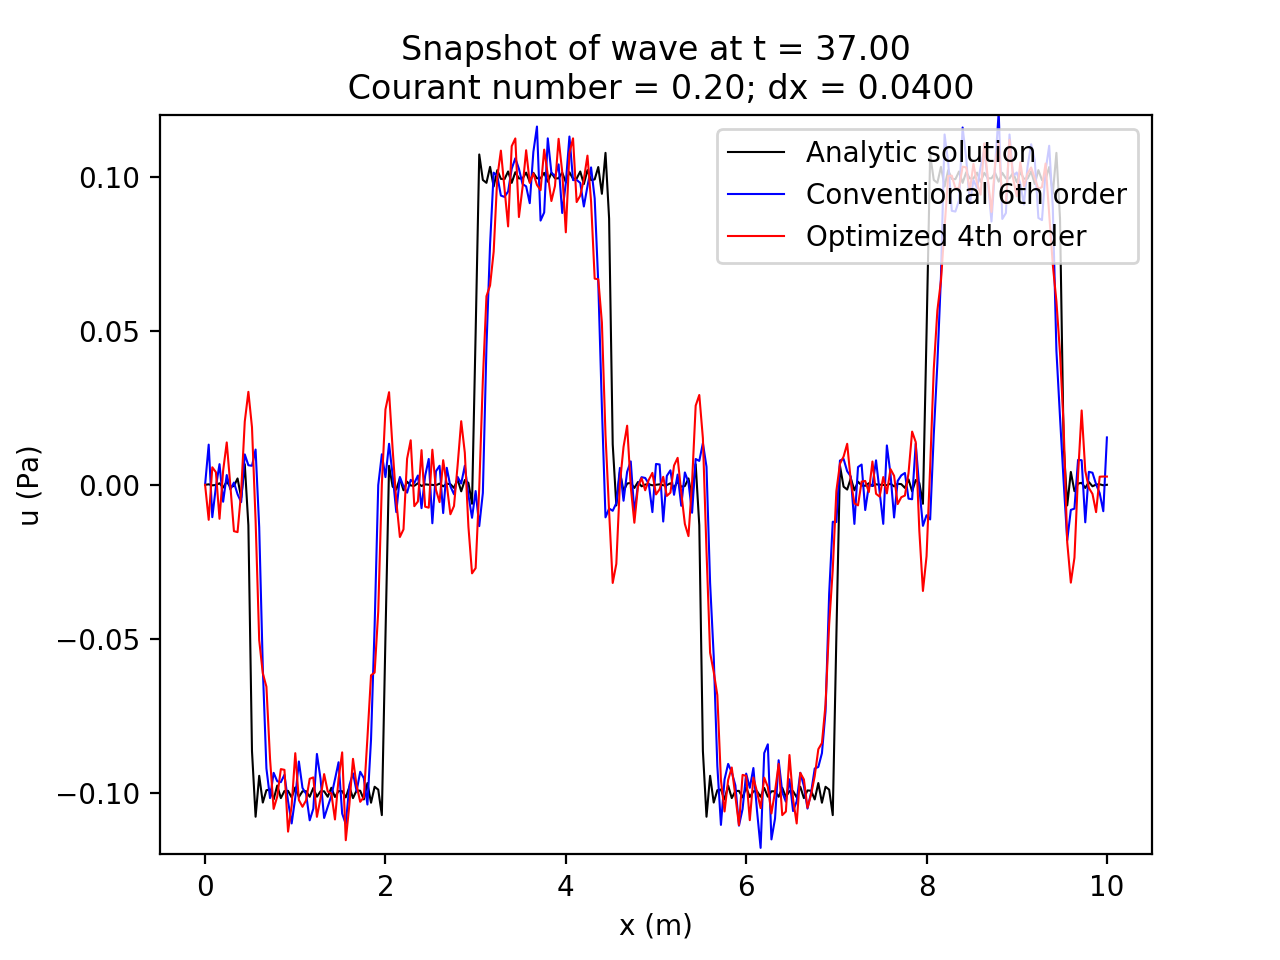 Snapshot of wave at t = 37.00
Courant number = 0.20; dx = 0.0400
Analytic solution
Conventional 6th order
Optimized 4th order
0.10
0.05
0.00
−0.05
−0.10
u (Pa)
0 2 4 6 8 10
x (m)